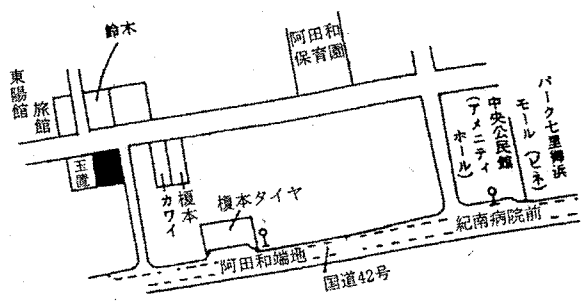 鈴木
東陽館
旅館
阿田和
保育園
玉置
カワイ
榎本
榎本タイヤ
阿田和端地
国道42号
紀南病院前
中央公民館
(アメニティ
ホール)
パーク七里御浜
モール(ピネ)